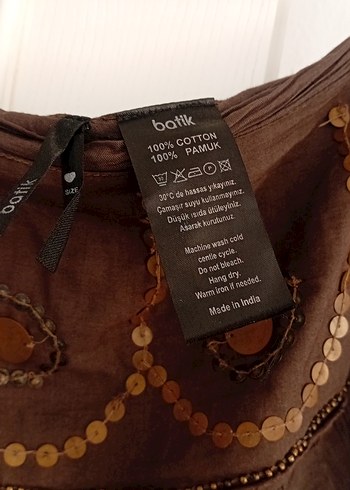 batik
100% COTTON
100% PAMUK
30°C de hassas yıkayınız.
Çamaşır suyu kullanmayınız.
Düşük ısıda ütüleyiniz.
Asarak kurutunuz.
Machine wash cold
centle cycle.
Do not bleach.
Hang dry.
Warm iron if needed.
Made in India
batik
SIZE